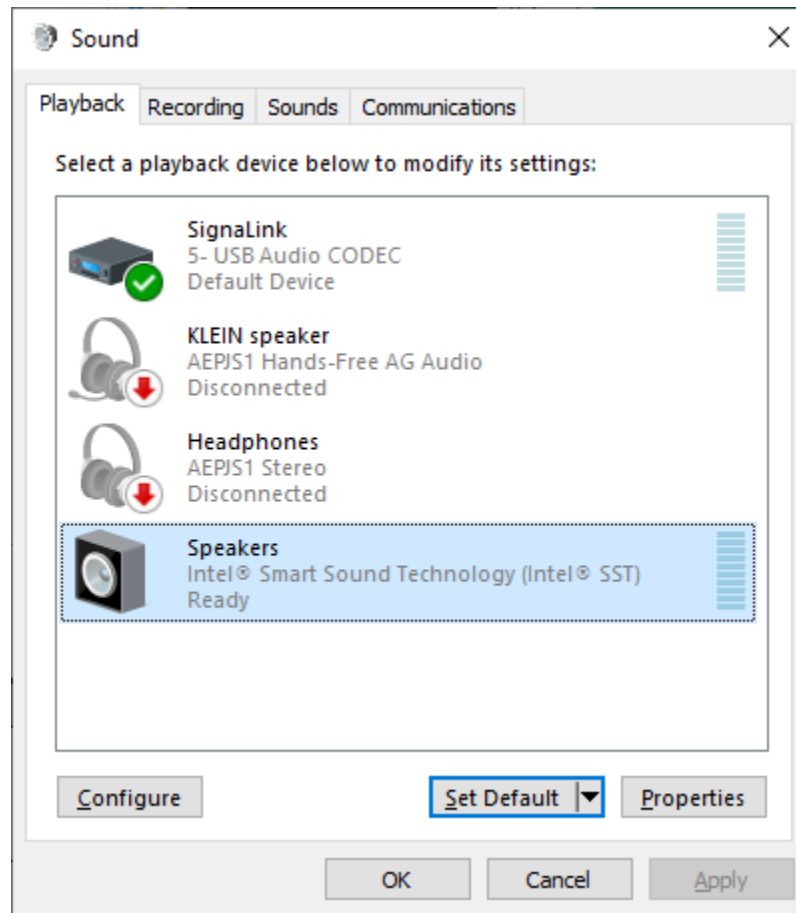 Sound
Playback
Recording
Sounds
Communications
Select a playback device below to modify its settings:
SignaLink
5- USB Audio CODEC
Default Device
KLEIN speaker
AEPJS1 Hands-Free AG Audio
Disconnected
Headphones
AEPJS1 Stereo
Disconnected
Speakers
Intel® Smart Sound Technology (Intel® SST)
Ready
Configure
Set Default
Properties
OK
Cancel
Apply